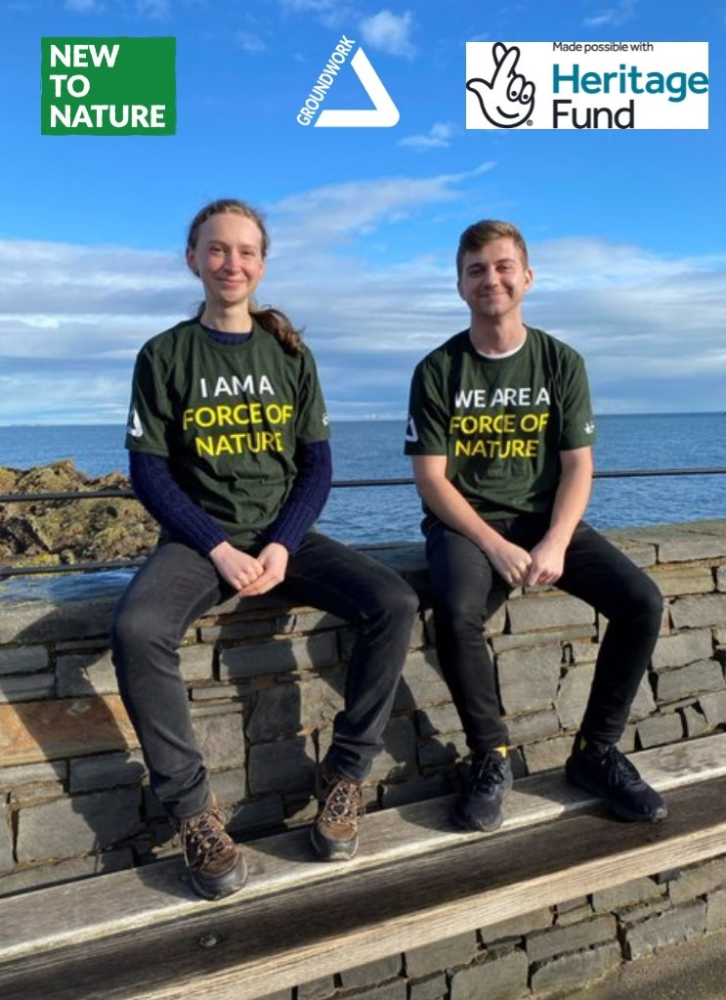 NEW
TO
NATURE
GROUNDWORK
Made possible with
Heritage
Fund
I AM A
FORCE OF
NATURE
WE ARE A
FORCE OF
NATURE